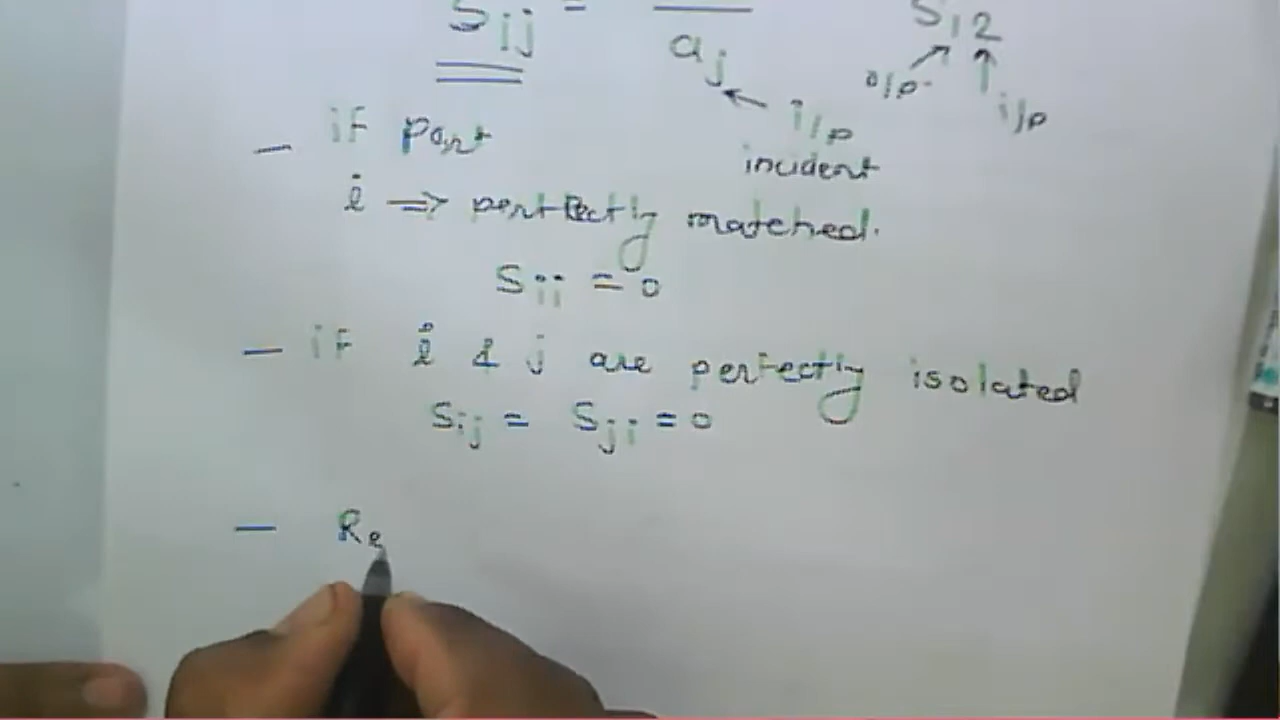 Sij =
aj
S12
o/p
i/p
i/p
incident
— if port
i ⇒ perfectly matched.
Sii = 0
— if i & j are perfectly isolated
Sij = Sji = 0
— Re